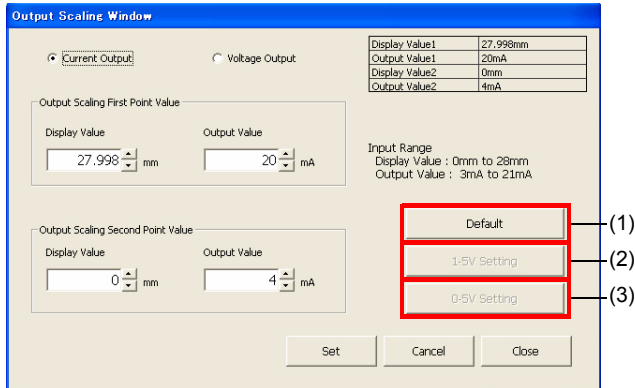 Output Scaling Window
Current Output
Voltage Output
Display Value1 27.998mm
Output Value1 20mA
Display Value2 0mm
Output Value2 4mA
Output Scaling First Point Value
Display Value
Output Value
27.998 mm
20 mA
Input Range
Display Value : 0mm to 28mm
Output Value : 3mA to 21mA
Output Scaling Second Point Value
Display Value
Output Value
0 mm
4 mA
Default
(1)
1-5V Setting
(2)
0-5V Setting
(3)
Set
Cancel
Close